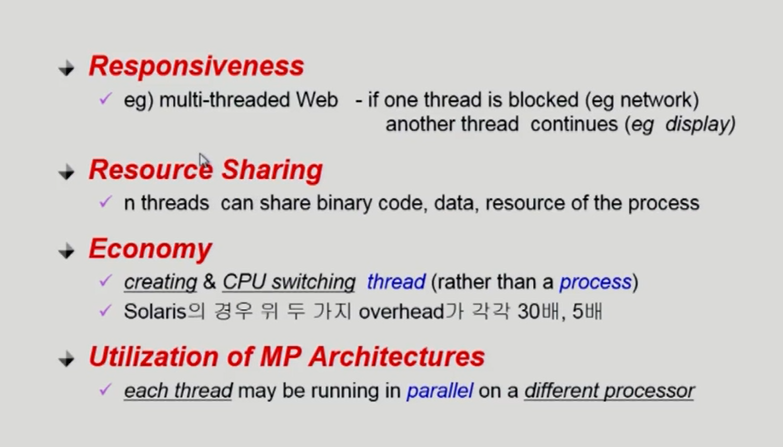 Responsiveness
eg) multi-threaded Web - if one thread is blocked (eg network)
another thread continues (eg display)
Resource Sharing
n threads can share binary code, data, resource of the process
Economy
creating & CPU switching thread (rather than a process)
Solaris의 경우 위 두 가지 overhead가 각각 30배, 5배
Utilization of MP Architectures
each thread may be running in parallel on a different processor